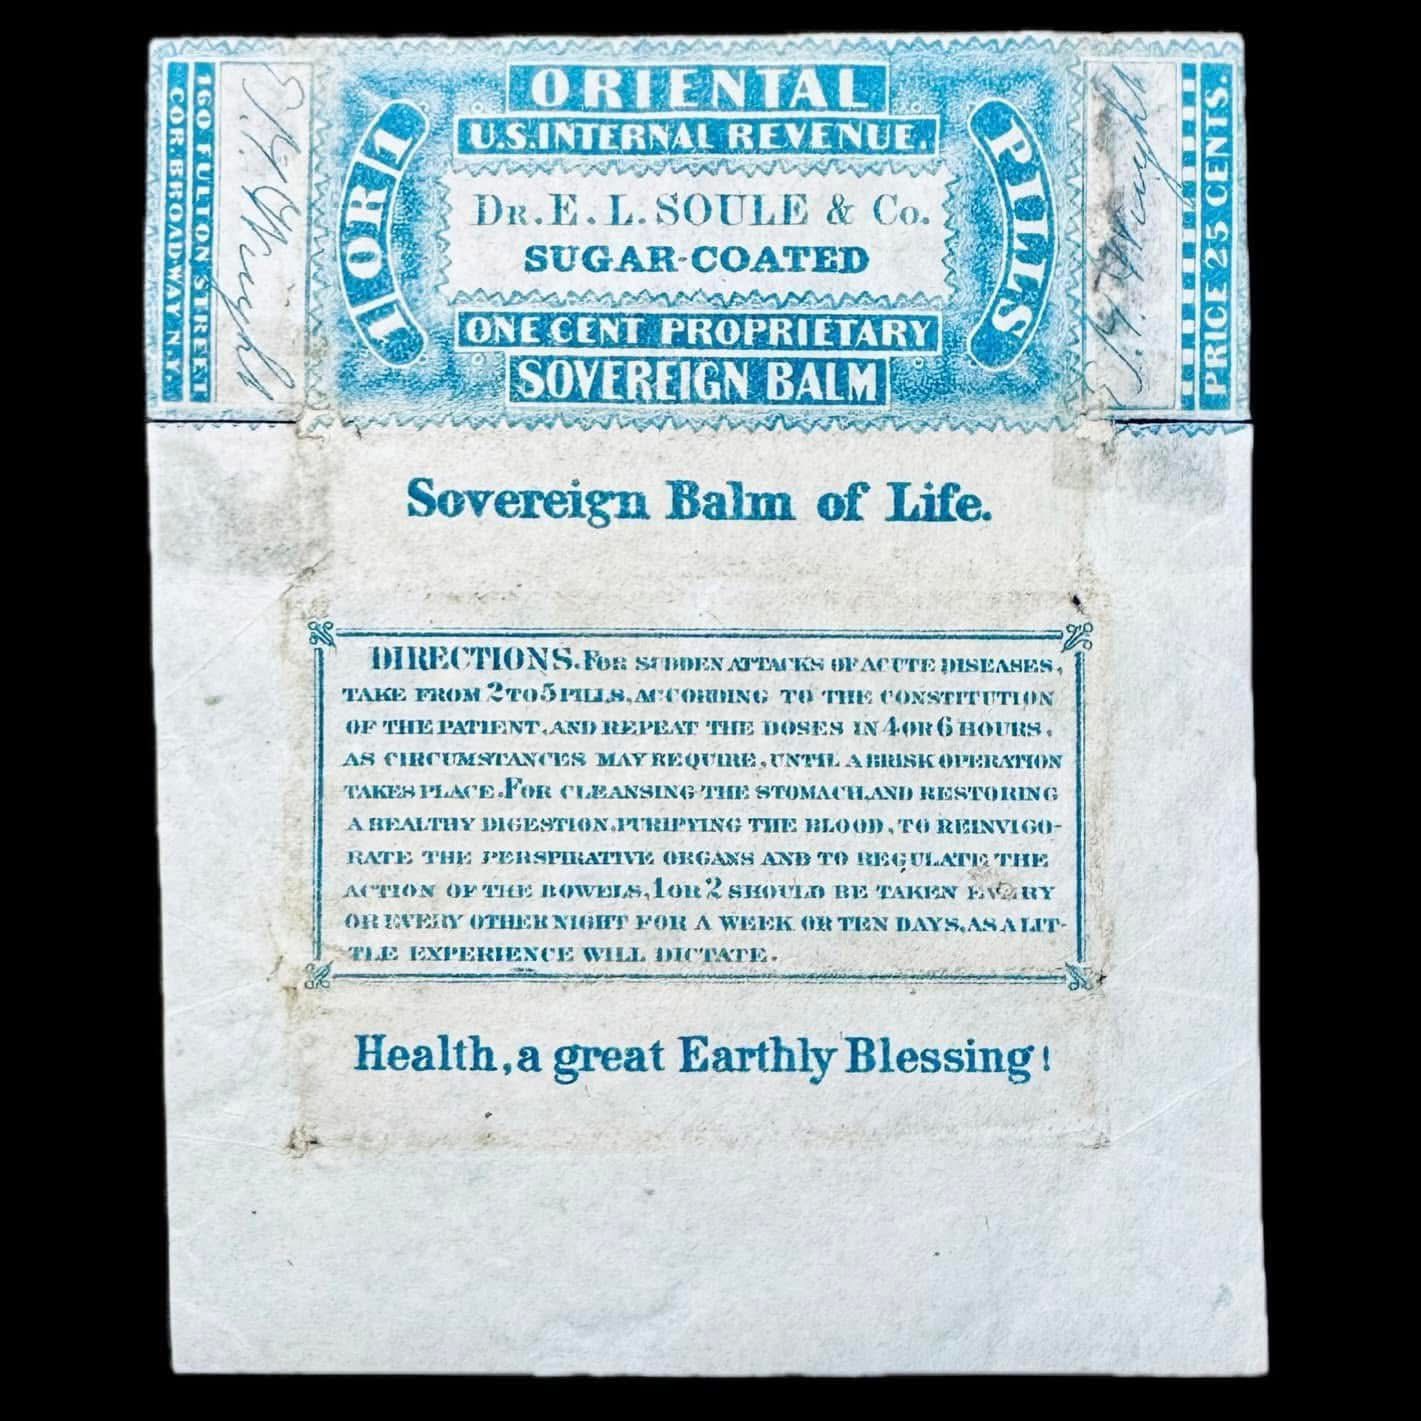 160 FULTON STREET
COR BROADWAY N.Y.
1 OR 1
ORIENTAL
U.S. INTERNAL REVENUE.
DR. E. L. SOULE & Co.
SUGAR-COATED
ONE CENT PROPRIETARY
SOVEREIGN BALM
PILLS
PRICE 25 CENTS.
Sovereign Balm of Life.
DIRECTIONS. FOR SUDDEN ATTACKS OF ACUTE DISEASES,
TAKE FROM 2 TO 5 PILLS, ACCORDING TO THE CONSTITUTION
OF THE PATIENT, AND REPEAT THE DOSES IN 4 OR 6 HOURS,
AS CIRCUMSTANCES MAY REQUIRE, UNTIL A BRISK OPERATION
TAKES PLACE. FOR CLEANSING THE STOMACH, AND RESTORING
A HEALTHY DIGESTION, PURIFYING THE BLOOD, TO REINVIGO-
RATE THE PERSPIRATIVE ORGANS AND TO REGULATE THE
ACTION OF THE BOWELS, 1 OR 2 SHOULD BE TAKEN EVERY
OR EVERY OTHER NIGHT FOR A WEEK OR TEN DAYS, AS A LIT-
TLE EXPERIENCE WILL DICTATE.
Health, a great Earthly Blessing!